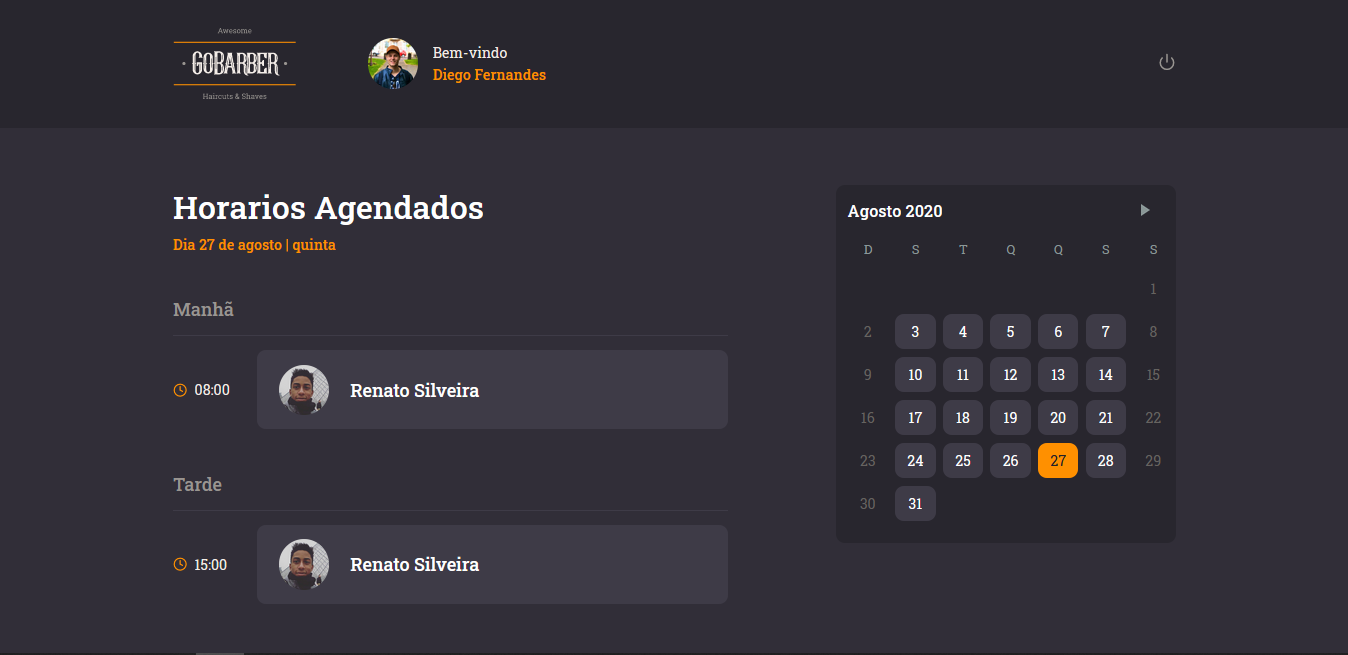 Awesome
· GOBARBER ·
Haircuts & Shaves
Bem-vindo
Diego Fernandes
Horarios Agendados
Dia 27 de agosto | quinta
Manhã
08:00
Renato Silveira
Tarde
15:00
Renato Silveira
Agosto 2020
D S T Q Q S S
1
2 3 4 5 6 7 8
9 10 11 12 13 14 15
16 17 18 19 20 21 22
23 24 25 26 27 28 29
30 31